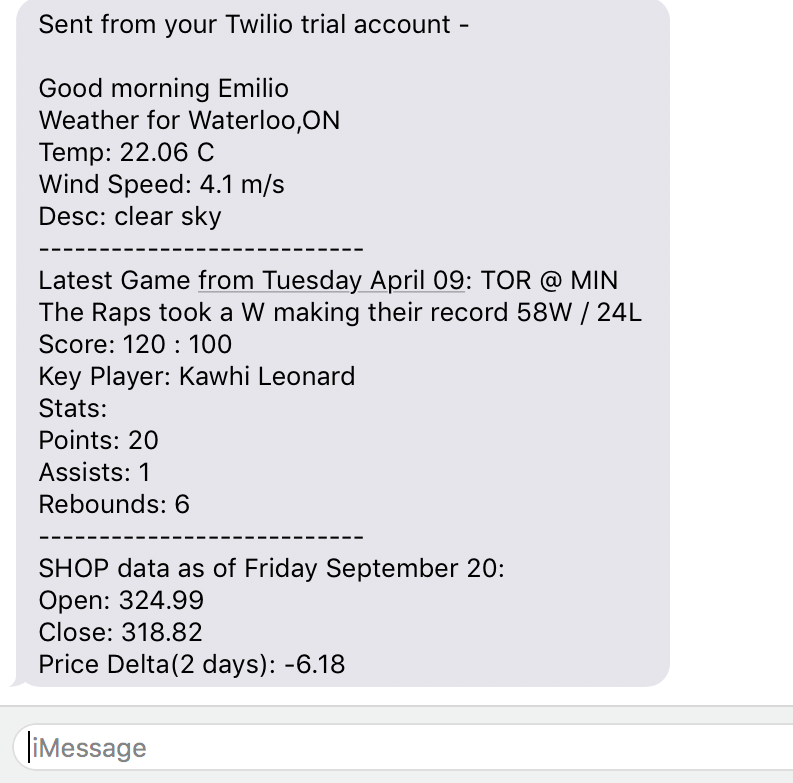 Sent from your Twilio trial account -
Good morning Emilio
Weather for Waterloo,ON
Temp: 22.06 C
Wind Speed: 4.1 m/s
Desc: clear sky
---------------------------
Latest Game from Tuesday April 09: TOR @ MIN
The Raps took a W making their record 58W / 24L
Score: 120 : 100
Key Player: Kawhi Leonard
Stats:
Points: 20
Assists: 1
Rebounds: 6
---------------------------
SHOP data as of Friday September 20:
Open: 324.99
Close: 318.82
Price Delta(2 days): -6.18
iMessage